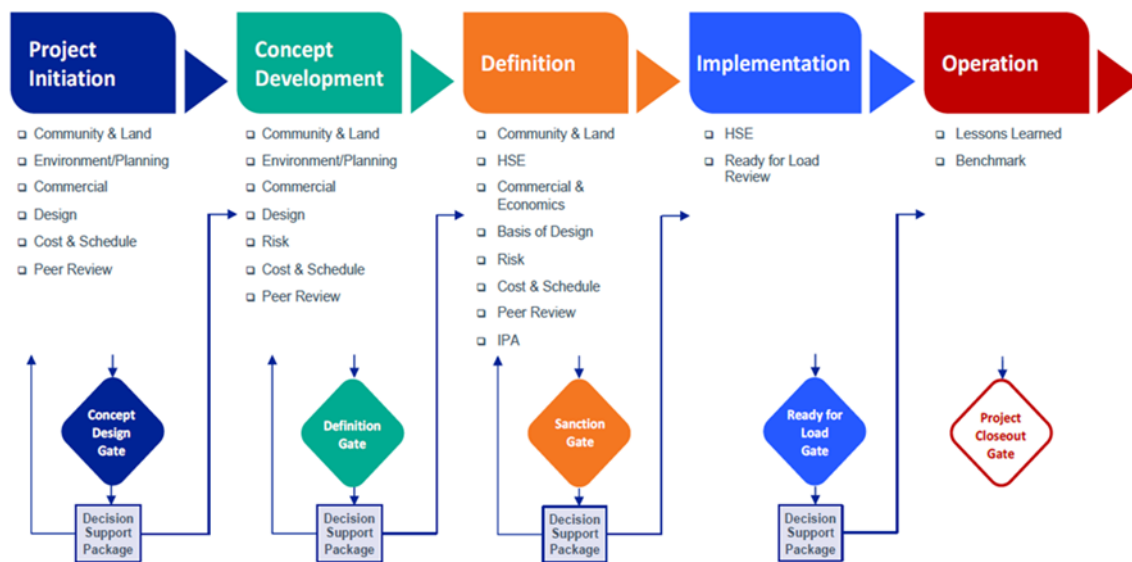 Project
Initiation
Concept
Development
Definition
Implementation
Operation
Community & Land
Environment/Planning
Commercial
Design
Cost & Schedule
Peer Review
Community & Land
Environment/Planning
Commercial
Design
Risk
Cost & Schedule
Peer Review
Community & Land
HSE
Commercial &
Economics
Basis of Design
Risk
Cost & Schedule
Peer Review
IPA
HSE
Ready for Load
Review
Lessons Learned
Benchmark
Concept
Design
Gate
Definition
Gate
Sanction
Gate
Ready for
Load
Gate
Project
Closeout
Gate
Decision
Support
Package
Decision
Support
Package
Decision
Support
Package
Decision
Support
Package